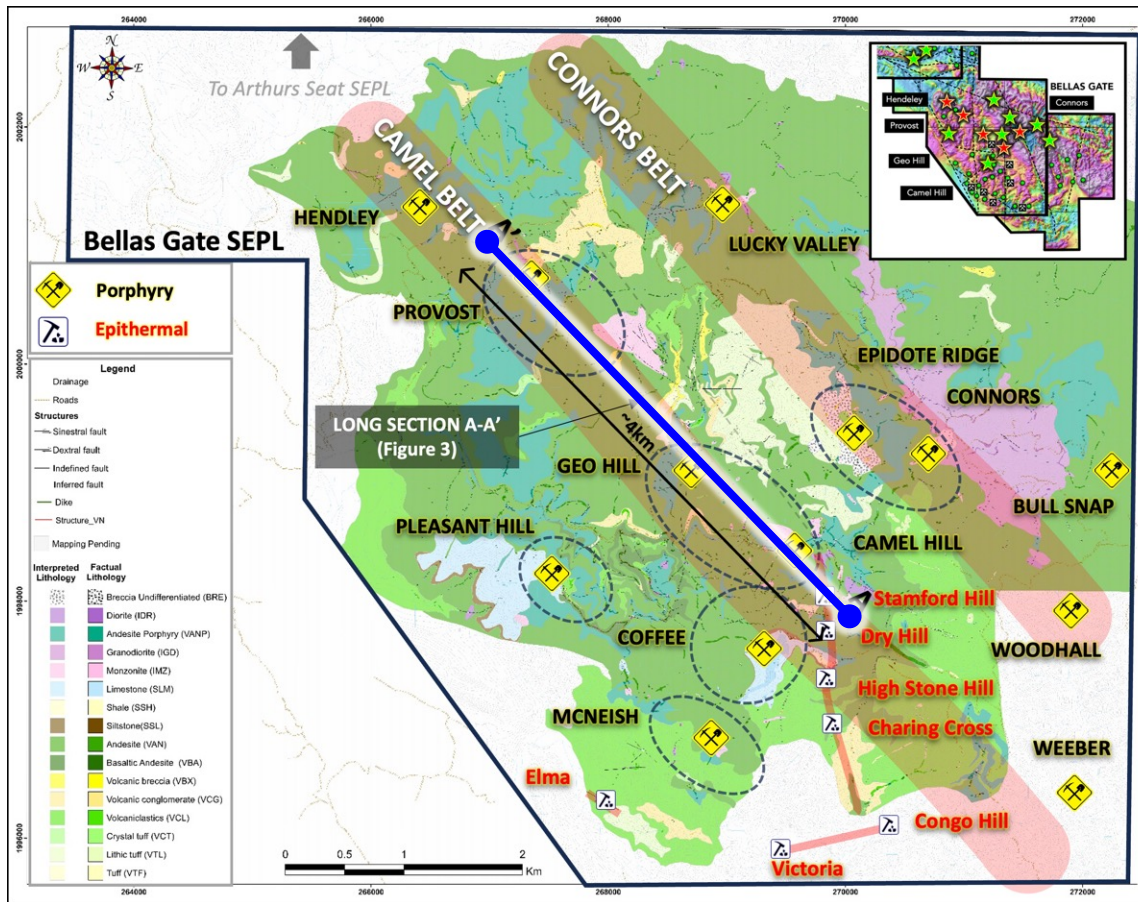 264000
266000
268000
270000
272000
N
W
E
S
To Arthurs Seat SEPL
CONNORS BELT
CAMEL BELT
BELLAS GATE
Hendeley
Connors
Provost
Geo Hill
Camel Hill
2002000
HENDLEY
A'
LUCKY VALLEY
Bellas Gate SEPL
Porphyry
Epithermal
PROVOST
EPIDOTE RIDGE
CONNORS
2000000
LONG SECTION A-A'
(Figure 3)
~4km
GEO HILL
BULL SNAP
PLEASANT HILL
CAMEL HILL
1998000
A
Stamford Hill
COFFEE
Dry Hill
WOODHALL
High Stone Hill
MCNEISH
Charing Cross
WEEBER
Elma
Congo Hill
1996000
Victoria
Legend
Drainage
Roads
Structures
Sinestral fault
Dextral fault
Indefined fault
Inferred fault
Dike
Structure_VN
Mapping Pending
Interpreted Lithology
Factual Lithology
Breccia Undifferentiated (BRE)
Diorite (IDR)
Andesite Porphyry (VANP)
Granodiorite (IGD)
Monzonite (IMZ)
Limestone (SLM)
Shale (SSH)
Siltstone(SSL)
Andesite (VAN)
Basaltic Andesite (VBA)
Volcanic breccia (VBX)
Volcanic conglomerate (VCG)
Volcaniclastics (VCL)
Crystal tuff (VCT)
Lithic tuff (VTL)
Tuff (VTF)
0 0.5 1 2
Km
264000
266000
268000
270000
272000